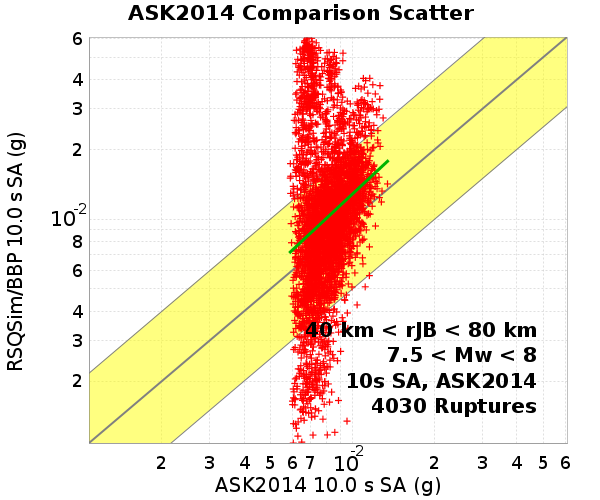 ASK2014 Comparison Scatter
RSQSim/BBP 10.0 s SA (g)
6
4
3
2
10-2
8
6
4
3
2
40 km < rJB < 80 km
7.5 < Mw < 8
10s SA, ASK2014
4030 Ruptures
2 3 4 5 6 7 10-2 2 3 4 5 6
ASK2014 10.0 s SA (g)